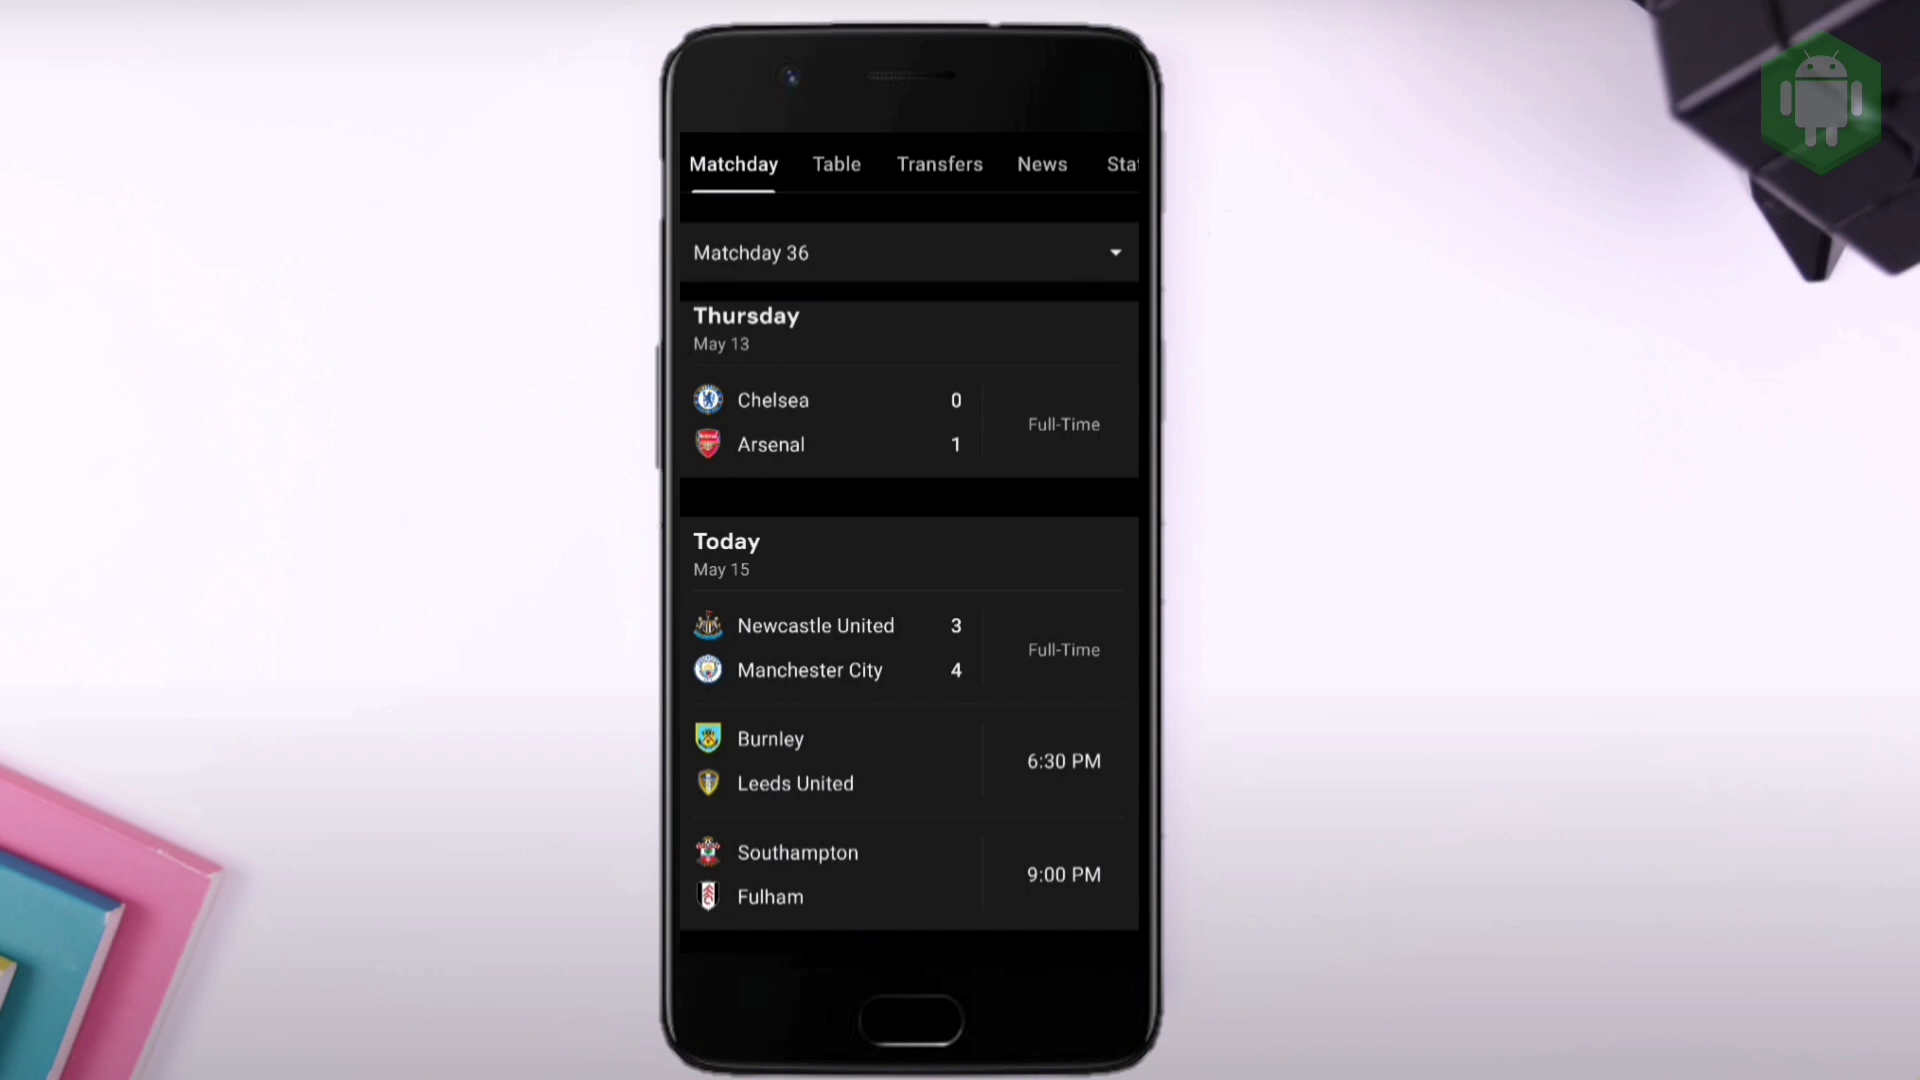 Matchday Table Transfers News Stat
Matchday 36
Thursday
May 13
Chelsea 0
Full-Time
Arsenal 1
Today
May 15
Newcastle United 3
Full-Time
Manchester City 4
Burnley
6:30 PM
Leeds United
Southampton
9:00 PM
Fulham